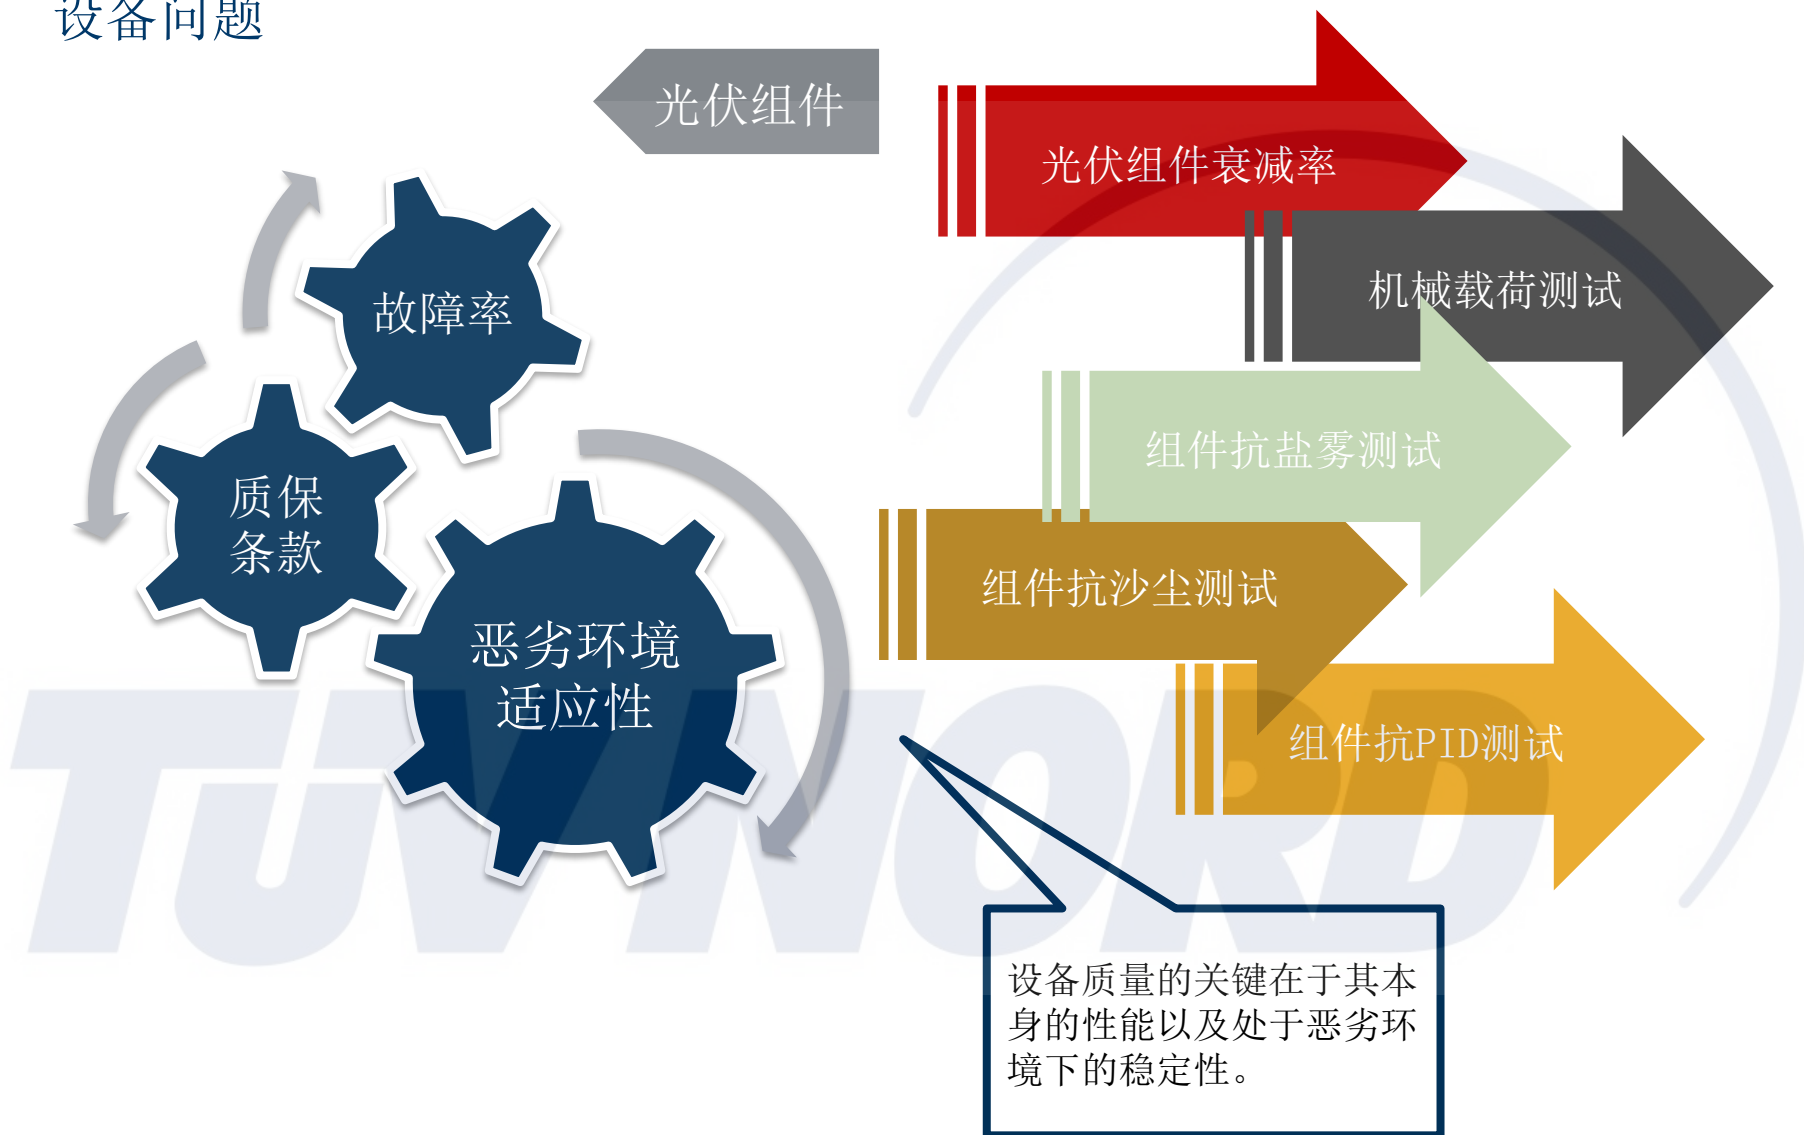 设备问题
光伏组件
光伏组件衰减率
机械载荷测试
故障率
组件抗盐雾测试
质保
条款
组件抗沙尘测试
恶劣环境
适应性
组件抗PID测试
TÜV NORD
设备质量的关键在于其本
身的性能以及处于恶劣环
境下的稳定性。